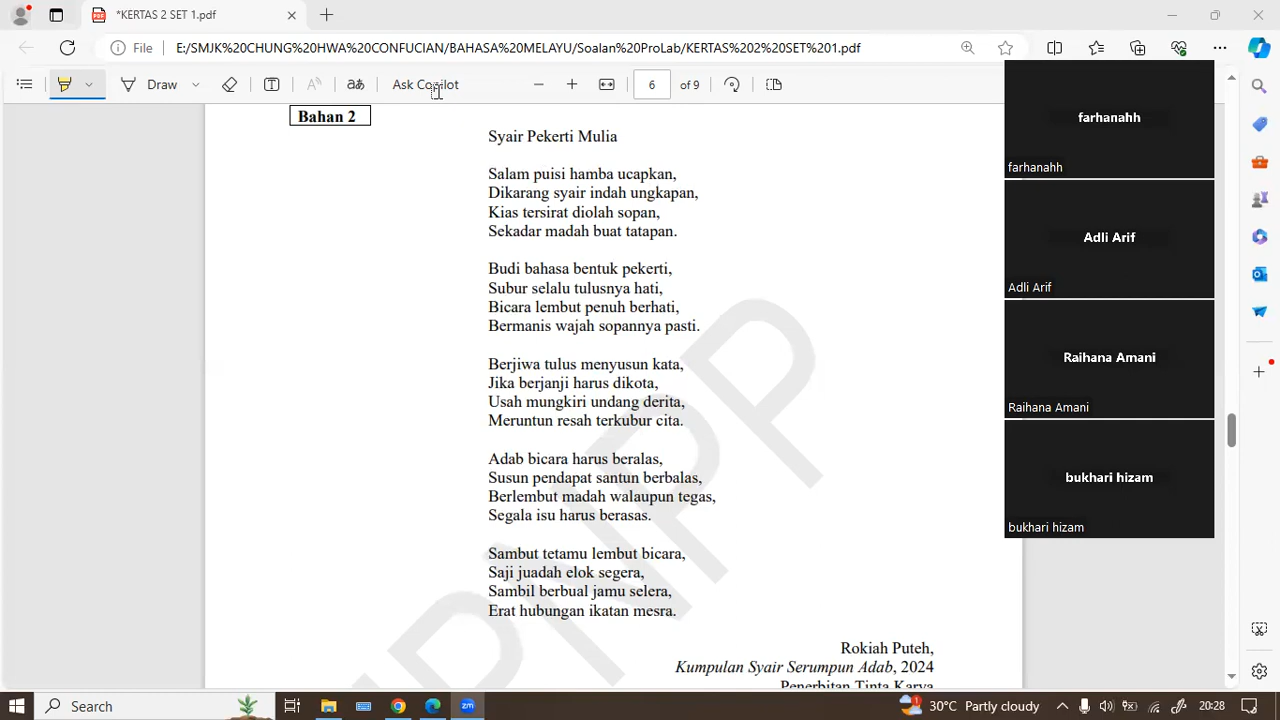 *KERTAS 2 SET 1.pdf
File
E:/SMJK%20CHUNG%20HWA%20CONFUCIAN/BAHASA%20MELAYU/Soalan%20ProLab/KERTAS%202%20SET%201.pdf
Draw
aあ
Ask Copilot
6
of 9
Bahan 2
Syair Pekerti Mulia
Salam puisi hamba ucapkan,
Dikarang syair indah ungkapan,
Kias tersirat diolah sopan,
Sekadar madah buat tatapan.
Budi bahasa bentuk pekerti,
Subur selalu tulusnya hati,
Bicara lembut penuh berhati,
Bermanis wajah sopannya pasti.
Berjiwa tulus menyusun kata,
Jika berjanji harus dikota,
Usah mungkiri undang derita,
Meruntun resah terkubur cita.
Adab bicara harus beralas,
Susun pendapat santun berbalas,
Berlembut madah walaupun tegas,
Segala isu harus berasas.
Sambut tetamu lembut bicara,
Saji juadah elok segera,
Sambil berbual jamu selera,
Erat hubungan ikatan mesra.
Rokiah Puteh,
Kumpulan Syair Serumpun Adab, 2024
Penerbitan Tinta Karya
farhanahh
farhanahh
Adli Arif
Adli Arif
Raihana Amani
Raihana Amani
bukhari hizam
bukhari hizam
Search
zm
1
30°C Partly cloudy
20:28